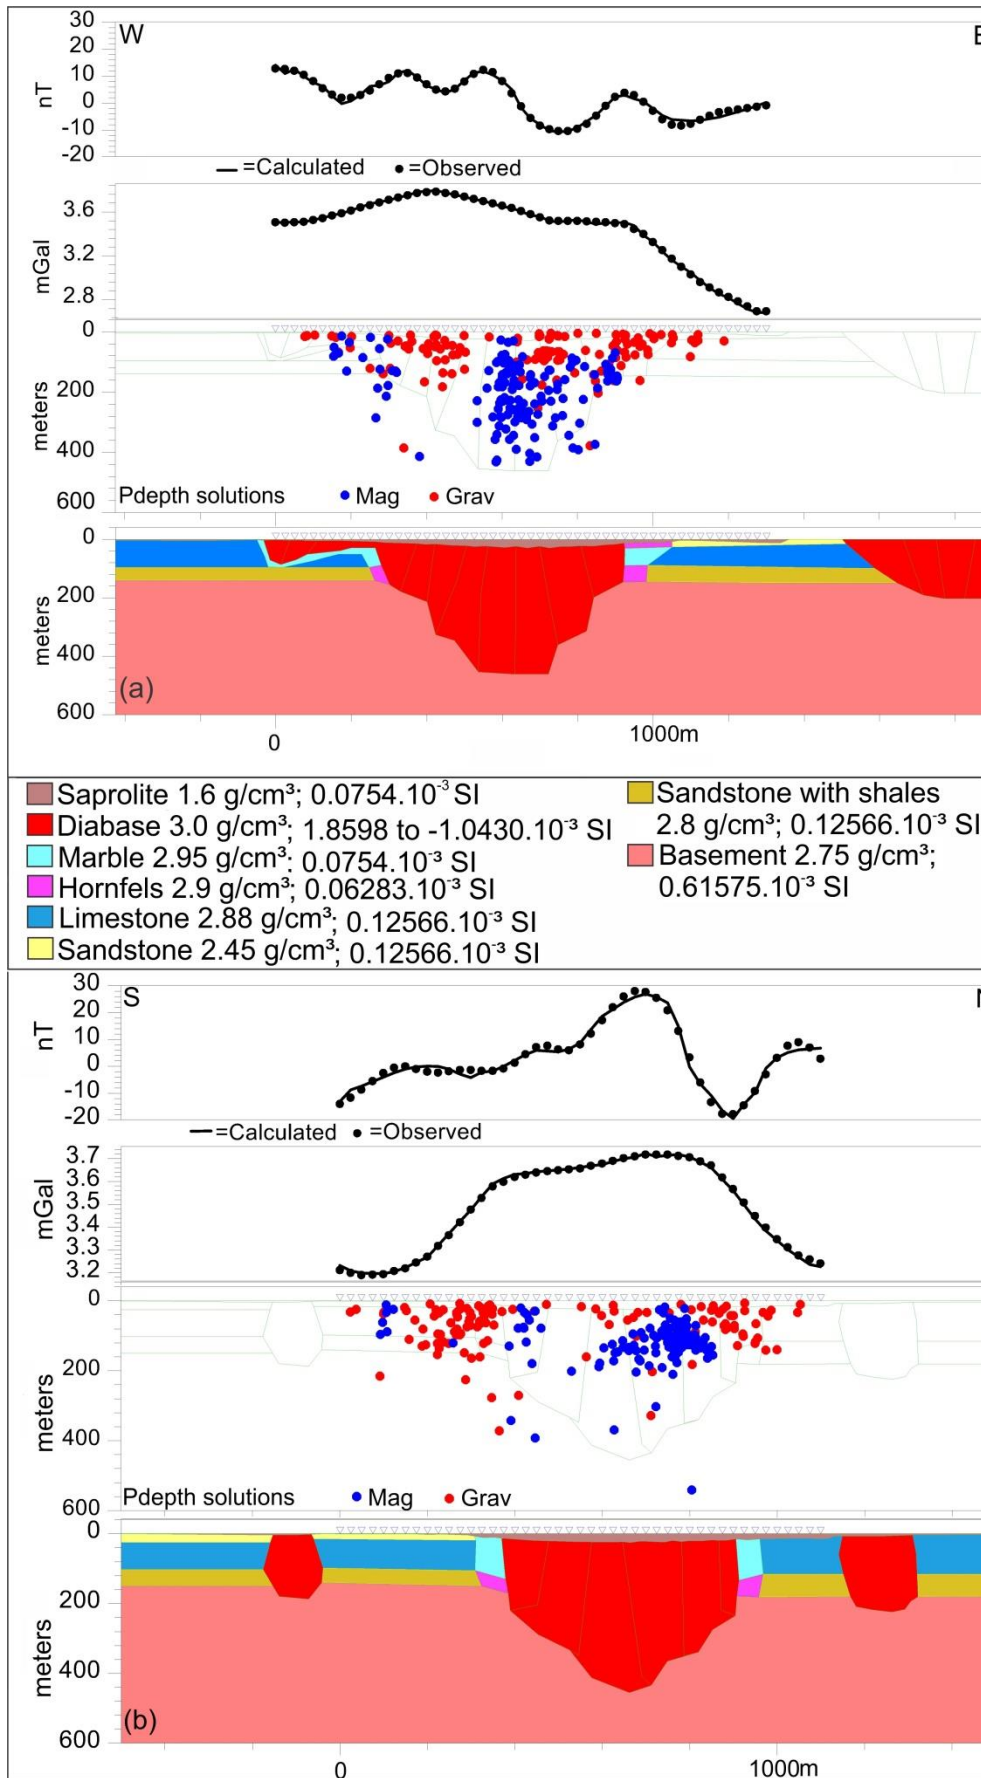 30
W
E
20
10
nT
0
-10
-20
=Calculated =Observed
3.6
mGal
3.2
2.8
0
meters
200
400
Pdepth solutions Mag Grav
600
0
meters
200
400
(a)
600
0 1000m
Saprolite 1.6 g/cm³; 0.0754.10⁻³ SI
Diabase 3.0 g/cm³; 1.8598 to -1.0430.10⁻³ SI
Marble 2.95 g/cm³; 0.0754.10⁻³ SI
Hornfels 2.9 g/cm³; 0.06283.10⁻³ SI
Limestone 2.88 g/cm³; 0.12566.10⁻³ SI
Sandstone 2.45 g/cm³; 0.12566.10⁻³ SI
Sandstone with shales
2.8 g/cm³; 0.12566.10⁻³ SI
Basement 2.75 g/cm³;
0.61575.10⁻³ SI
30
S
20
nT
10
0
-10
-20
=Calculated =Observed
3.7
3.6
mGal
3.5
3.4
3.3
3.2
0
meters
200
400
Pdepth solutions Mag Grav
600
0
meters
200
400
(b)
600
0 1000m